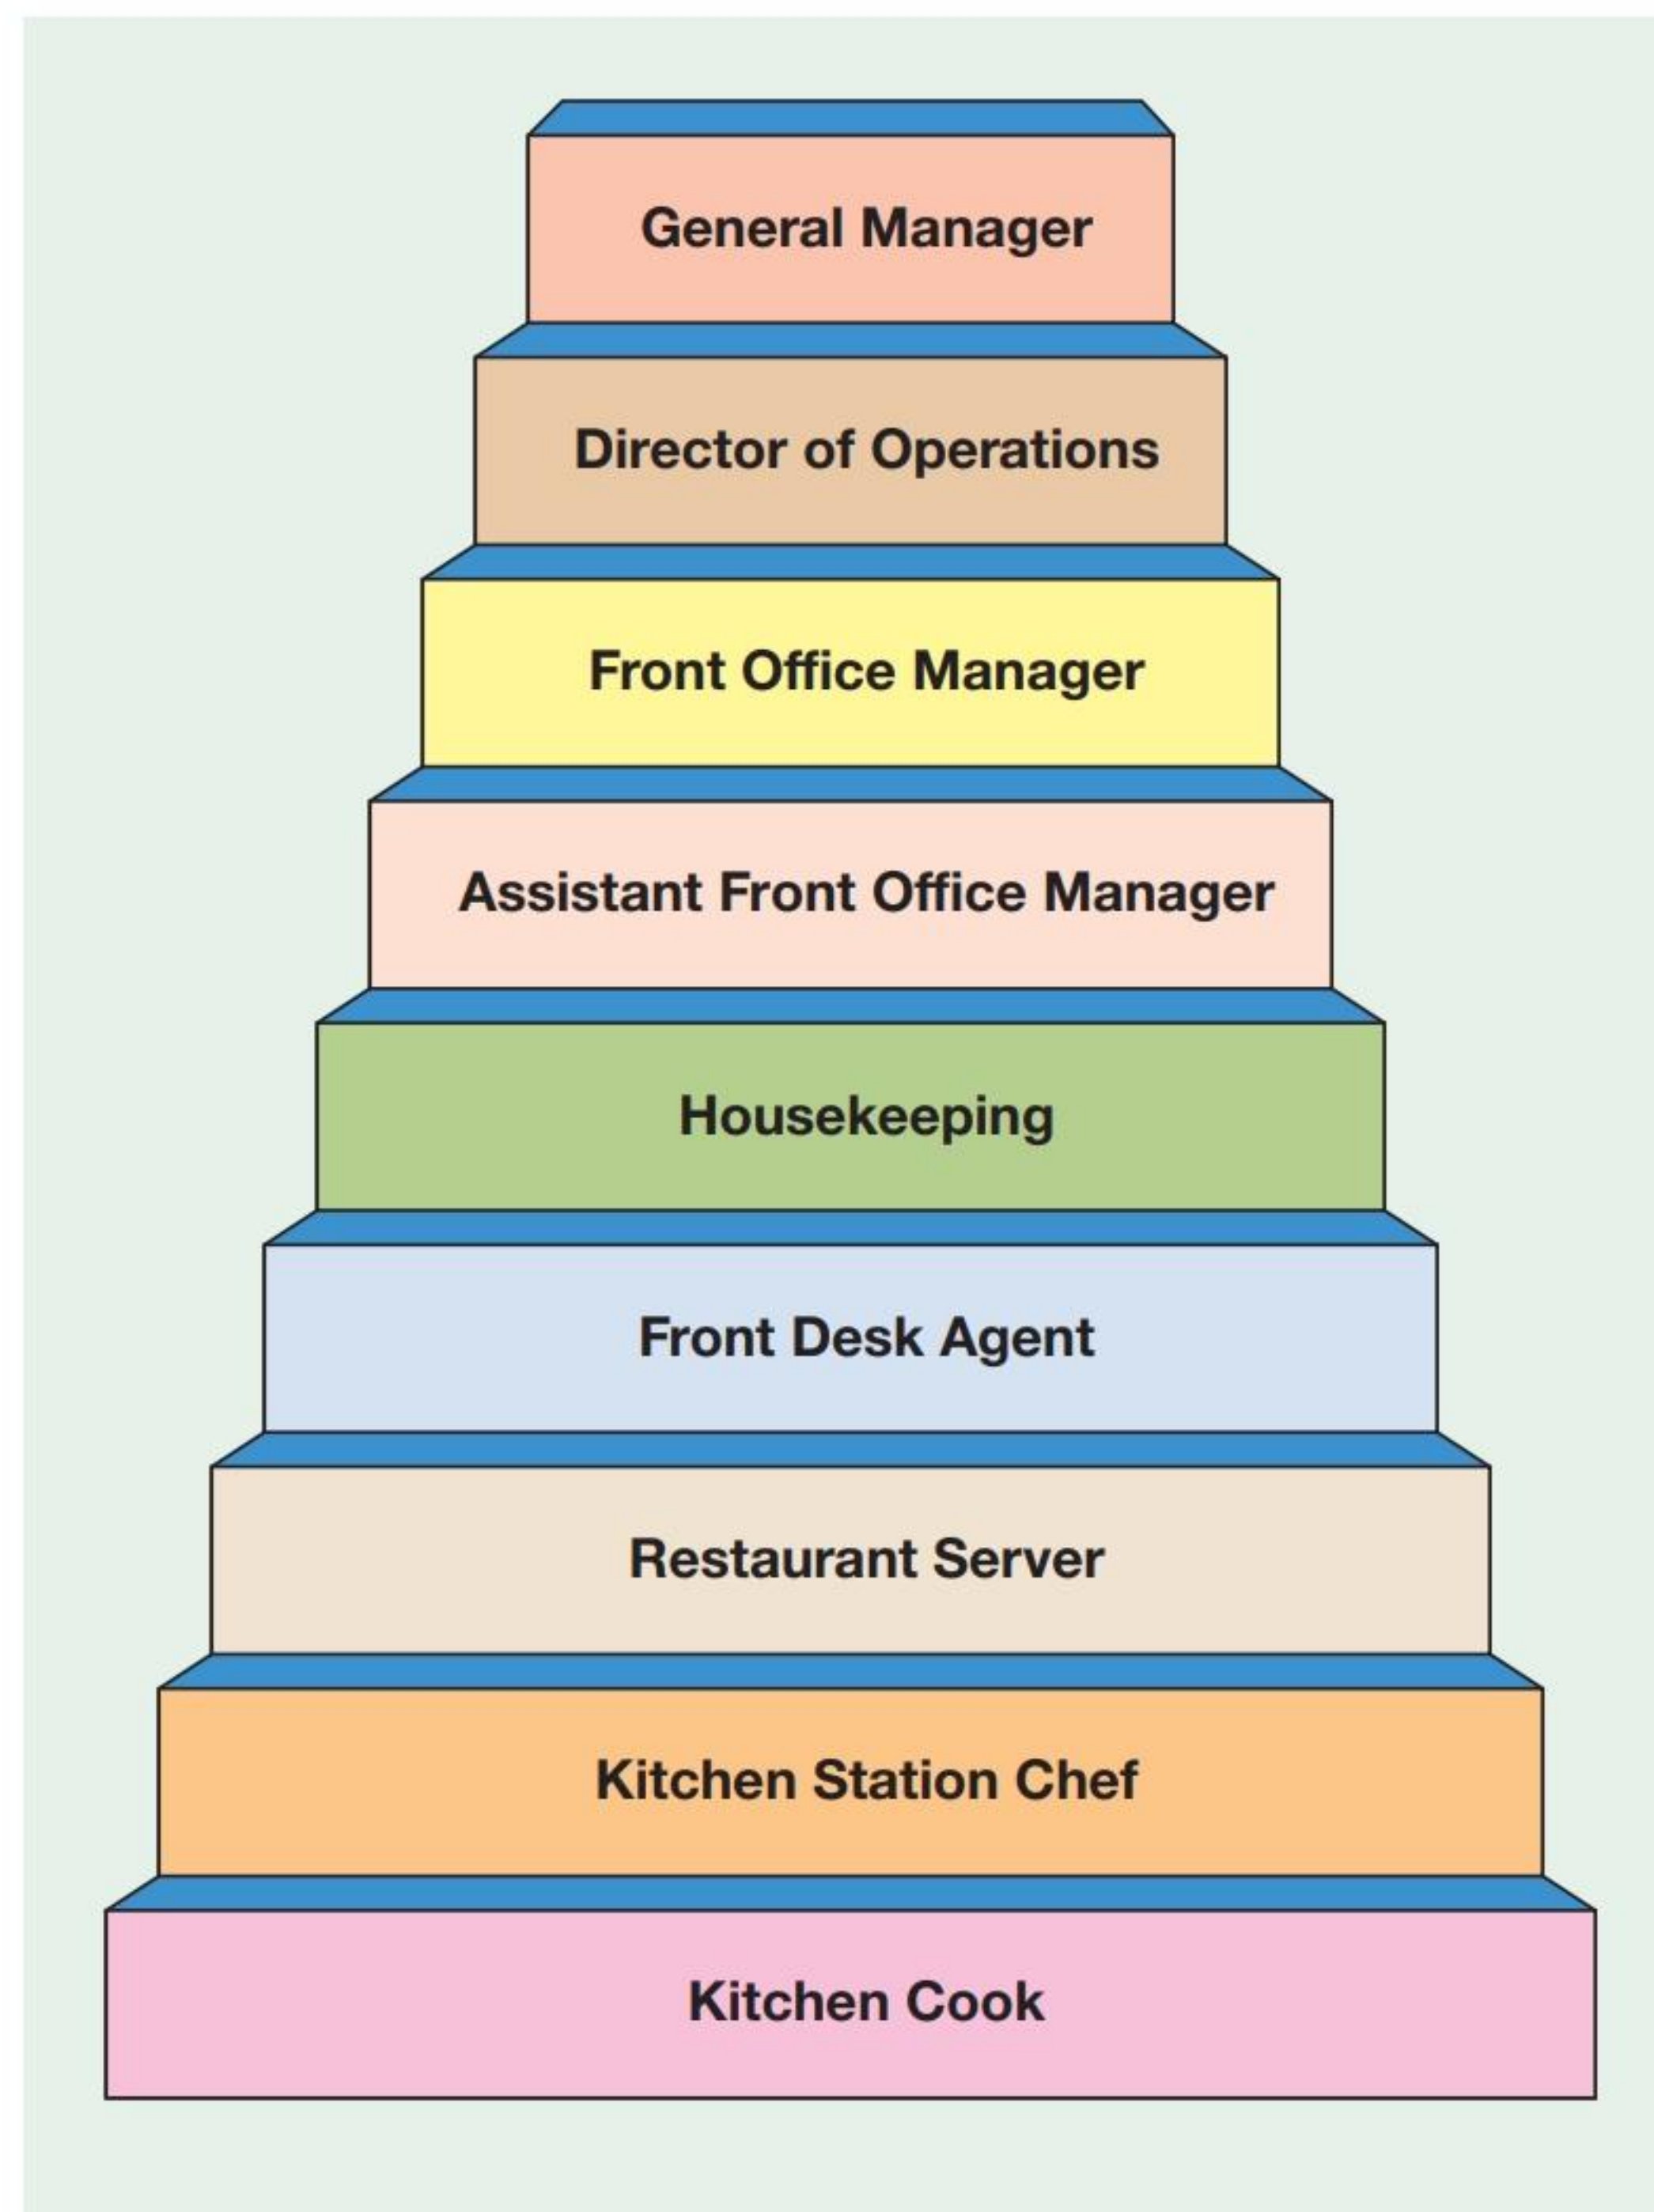 General Manager
Director of Operations
Front Office Manager
Assistant Front Office Manager
Housekeeping
Front Desk Agent
Restaurant Server
Kitchen Station Chef
Kitchen Cook